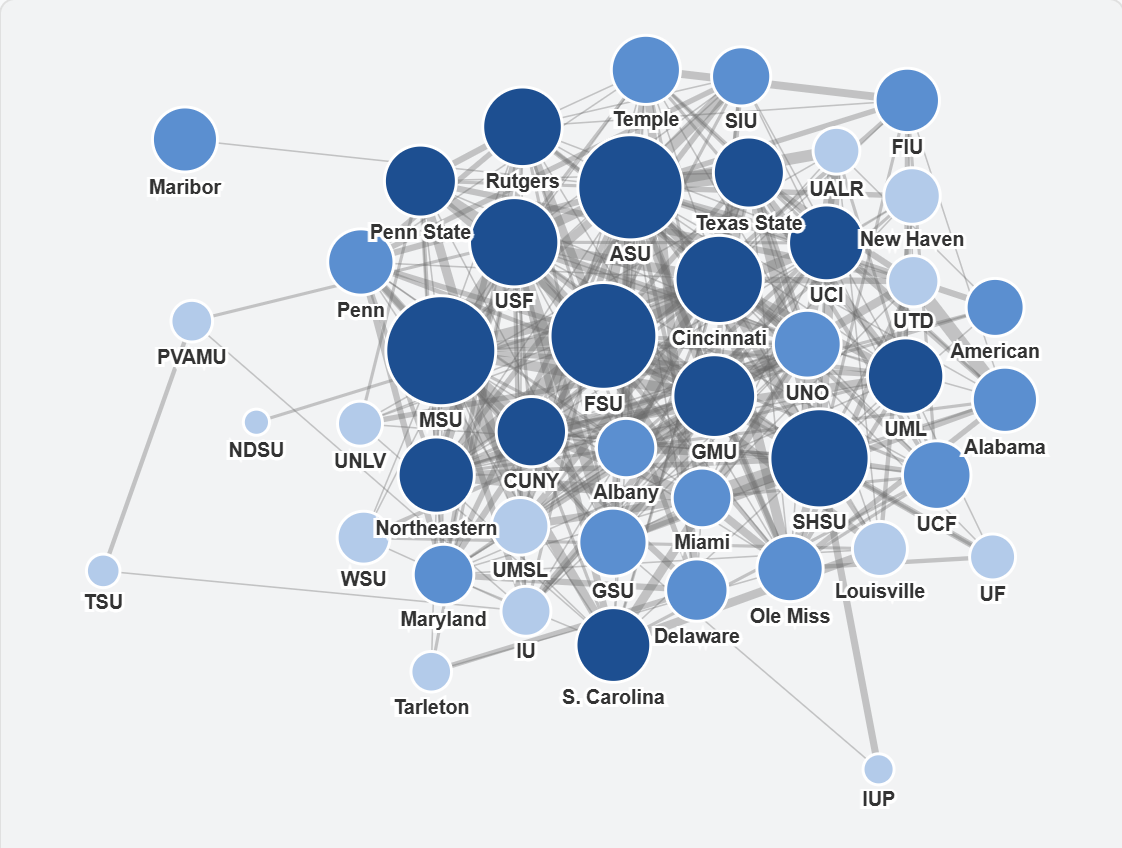 Temple
SIU
FIU
Maribor
Rutgers
UALR
Penn State
Texas State
New Haven
ASU
USF
UCI
Penn
UTD
Cincinnati
American
PVAMU
UNO
FSU
MSU
UML
NDSU
UNLV
GMU
Alabama
CUNY
Albany
SHSU
UCF
Northeastern
Miami
UMSL
WSU
GSU
Louisville
UF
TSU
Maryland
Ole Miss
Delaware
IU
S. Carolina
Tarleton
IUP